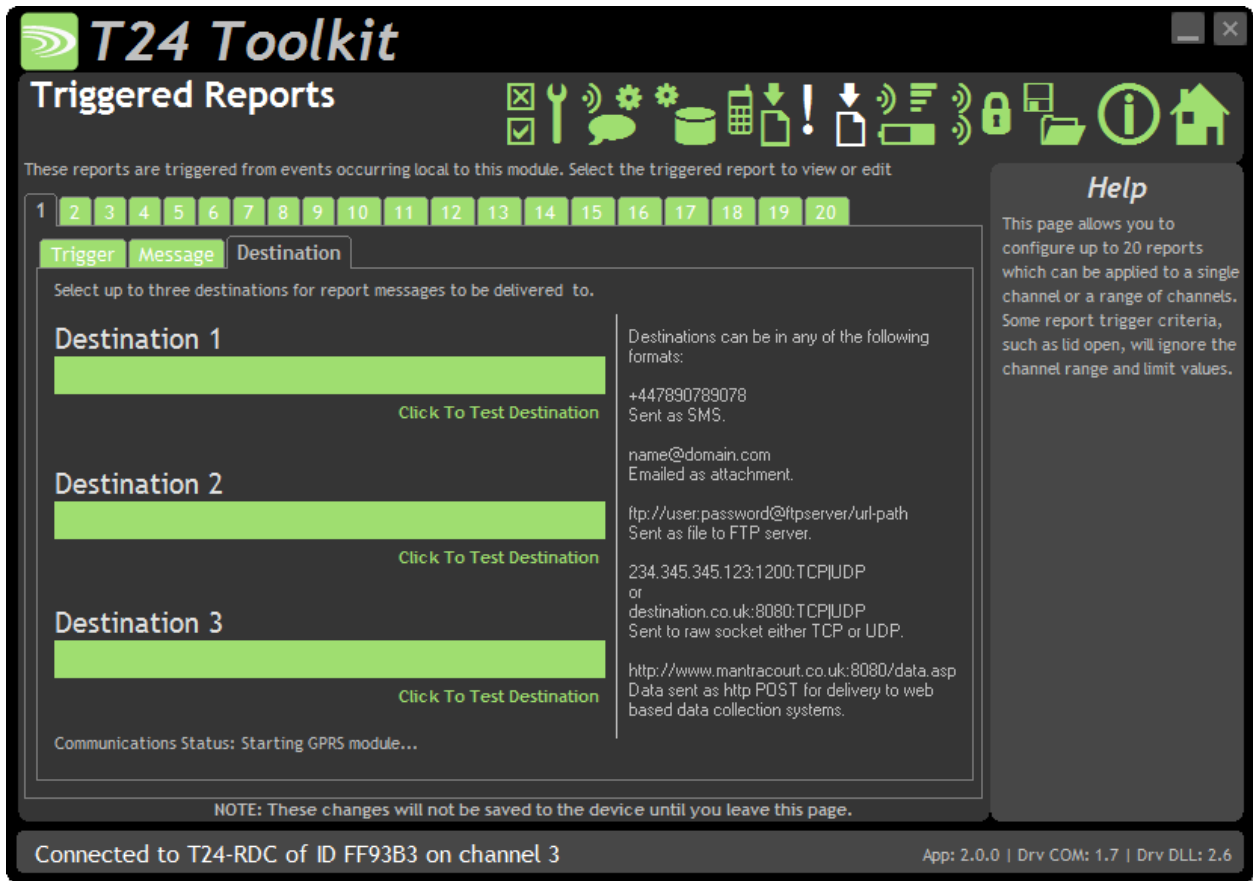 T24 Toolkit
Triggered Reports
These reports are triggered from events occurring local to this module. Select the triggered report to view or edit
1 2 3 4 5 6 7 8 9 10 11 12 13 14 15 16 17 18 19 20
Trigger Message Destination
Select up to three destinations for report messages to be delivered to.
Destination 1
Click To Test Destination
Destination 2
Click To Test Destination
Destination 3
Click To Test Destination
Communications Status: Starting GPRS module...
Destinations can be in any of the following
formats:
+447890789078
Sent as SMS.
name@domain.com
Emailed as attachment.
ftp://user:password@ftpserver/url-path
Sent as file to FTP server.
234.345.345.123:1200:TCP|UDP
or
destination.co.uk:8080:TCP|UDP
Sent to raw socket either TCP or UDP.
http://www.mantracourt.co.uk:8080/data.asp
Data sent as http POST for delivery to web
based data collection systems.
NOTE: These changes will not be saved to the device until you leave this page.
Help
This page allows you to
configure up to 20 reports
which can be applied to a single
channel or a range of channels.
Some report trigger criteria,
such as lid open, will ignore the
channel range and limit values.
Connected to T24-RDC of ID FF93B3 on channel 3
App: 2.0.0 | Drv COM: 1.7 | Drv DLL: 2.6